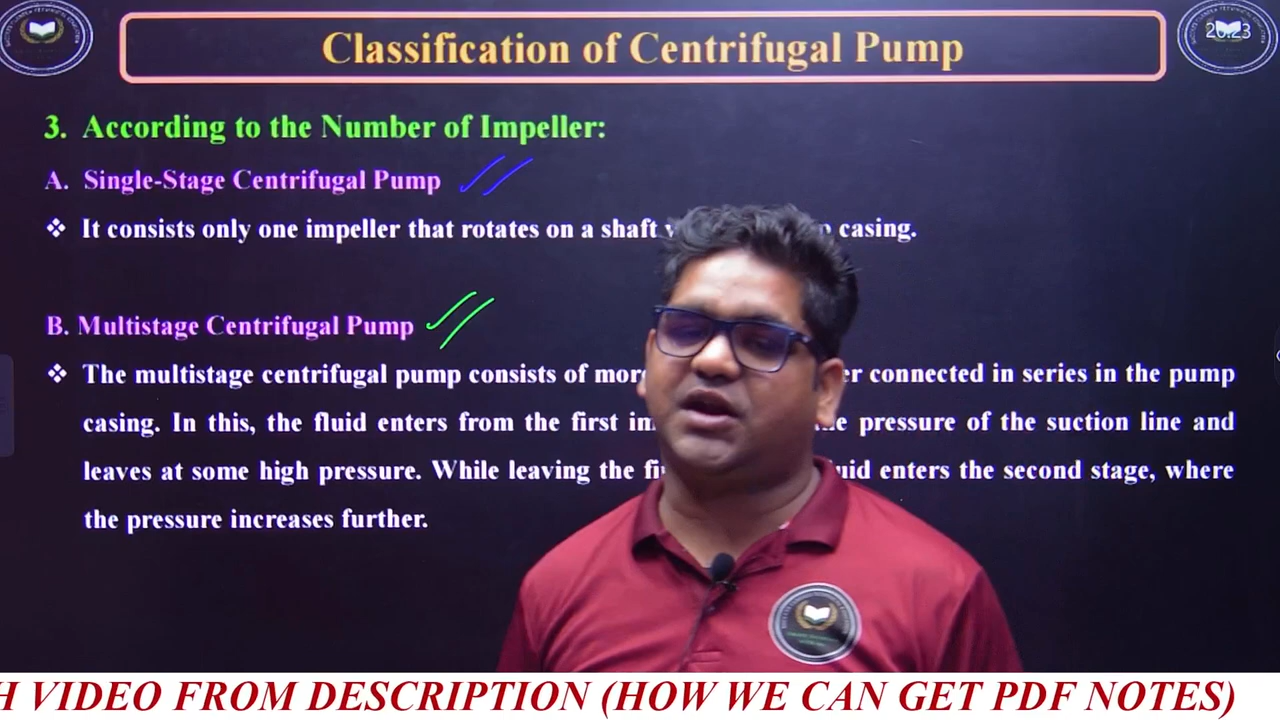 Classification of Centrifugal Pump
20:23
3. According to the Number of Impeller:
A. Single-Stage Centrifugal Pump
❖ It consists only one impeller that rotates on a shaft casing.
B. Multistage Centrifugal Pump
❖ The multistage centrifugal pump consists of connected in series in the pump
casing. In this, the fluid enters from the first pressure of the suction line and
leaves at some high pressure. While leaving the enters the second stage, where
the pressure increases further.
VIDEO FROM DESCRIPTION (HOW WE CAN GET PDF NOTES)